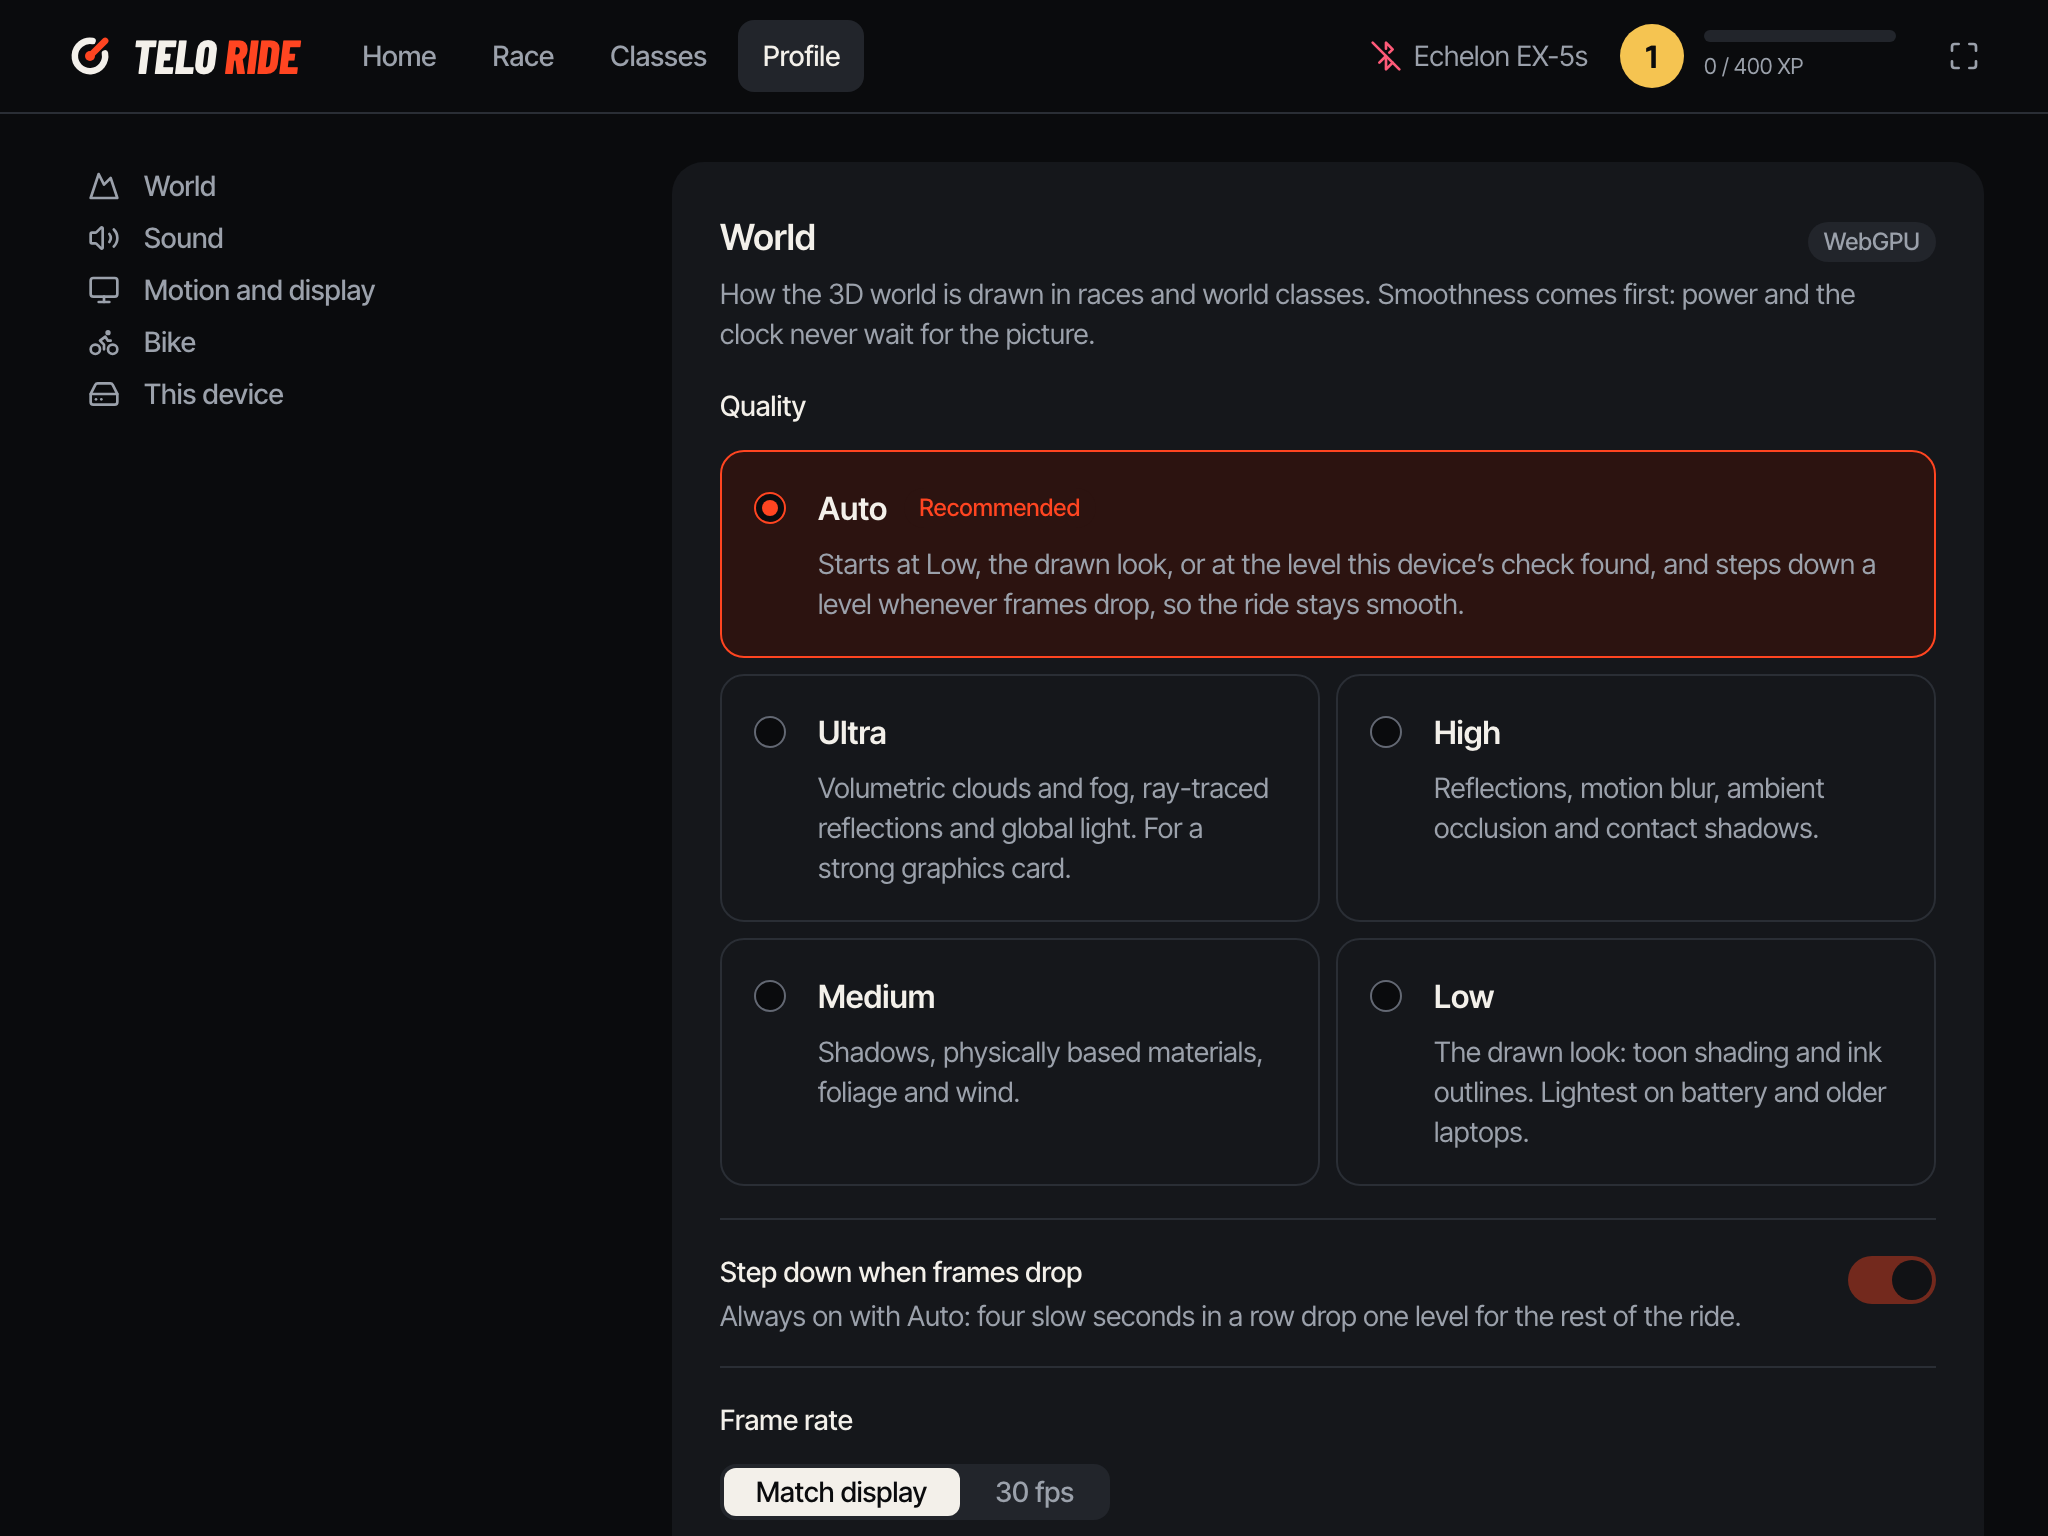 TELO RIDE
Home
Race
Classes
Profile
Echelon EX-5s
1
0 / 400 XP
World
Sound
Motion and display
Bike
This device
World
WebGPU
How the 3D world is drawn in races and world classes. Smoothness comes first: power and the
clock never wait for the picture.
Quality
Auto
Recommended
Starts at Low, the drawn look, or at the level this device’s check found, and steps down a
level whenever frames drop, so the ride stays smooth.
Ultra
Volumetric clouds and fog, ray-traced
reflections and global light. For a
strong graphics card.
High
Reflections, motion blur, ambient
occlusion and contact shadows.
Medium
Shadows, physically based materials,
foliage and wind.
Low
The drawn look: toon shading and ink
outlines. Lightest on battery and older
laptops.
Step down when frames drop
Always on with Auto: four slow seconds in a row drop one level for the rest of the ride.
Frame rate
Match display
30 fps